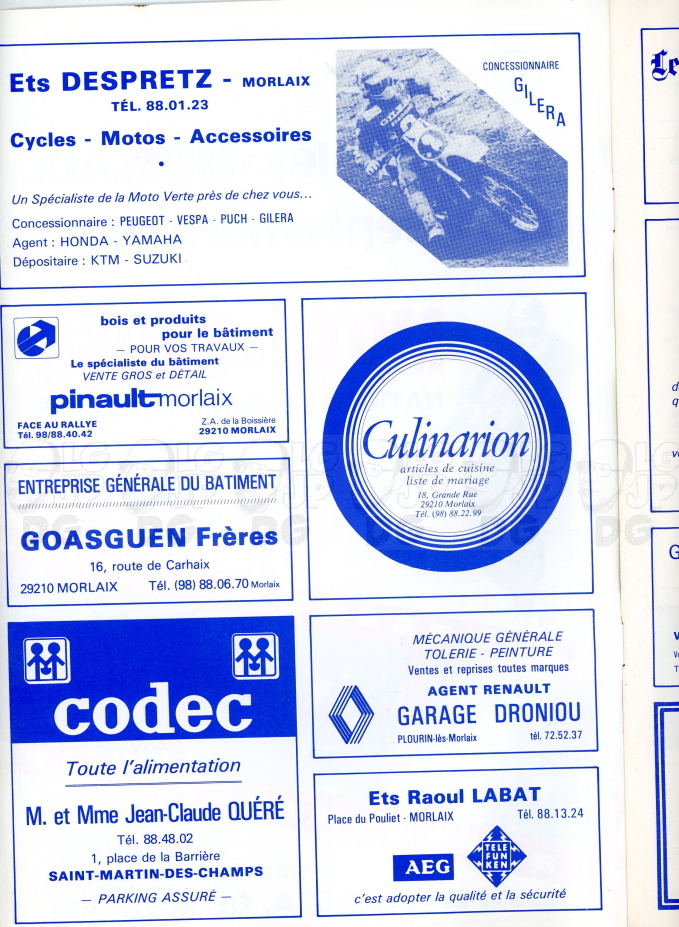 Ets DESPRETZ - MORLAIX
TÉL. 88.01.23
Cycles - Motos - Accessoires
•
Un Spécialiste de la Moto Verte près de chez vous...
Concessionnaire : PEUGEOT - VESPA - PUCH - GILERA
Agent : HONDA - YAMAHA
Dépositaire : KTM - SUZUKI
CONCESSIONNAIRE
GILERA
bois et produits
pour le bâtiment
— POUR VOS TRAVAUX —
Le spécialiste du bâtiment
VENTE GROS et DÉTAIL
pinault morlaix
FACE AU RALLYE
Tél. 98/88.40.42
Z.A. de la Boissière
29210 MORLAIX
Culinarion
articles de cuisine
liste de mariage
18, Grande Rue
29210 Morlaix
Tél. (98) 88.22.99
ENTREPRISE GÉNÉRALE DU BATIMENT
GOASGUEN Frères
16, route de Carhaix
29210 MORLAIX Tél. (98) 88.06.70 Morlaix
codec
Toute l'alimentation
M. et Mme Jean-Claude QUÉRÉ
Tél. 88.48.02
1, place de la Barrière
SAINT-MARTIN-DES-CHAMPS
— PARKING ASSURÉ —
MÉCANIQUE GÉNÉRALE
TOLERIE - PEINTURE
Ventes et reprises toutes marques
AGENT RENAULT
GARAGE DRONIOU
PLOURIN-lès-Morlaix tél. 72.52.37
Ets Raoul LABAT
Place du Pouliet - MORLAIX Tél. 88.13.24
AEG
TELE
FUN
KEN
c'est adopter la qualité et la sécurité